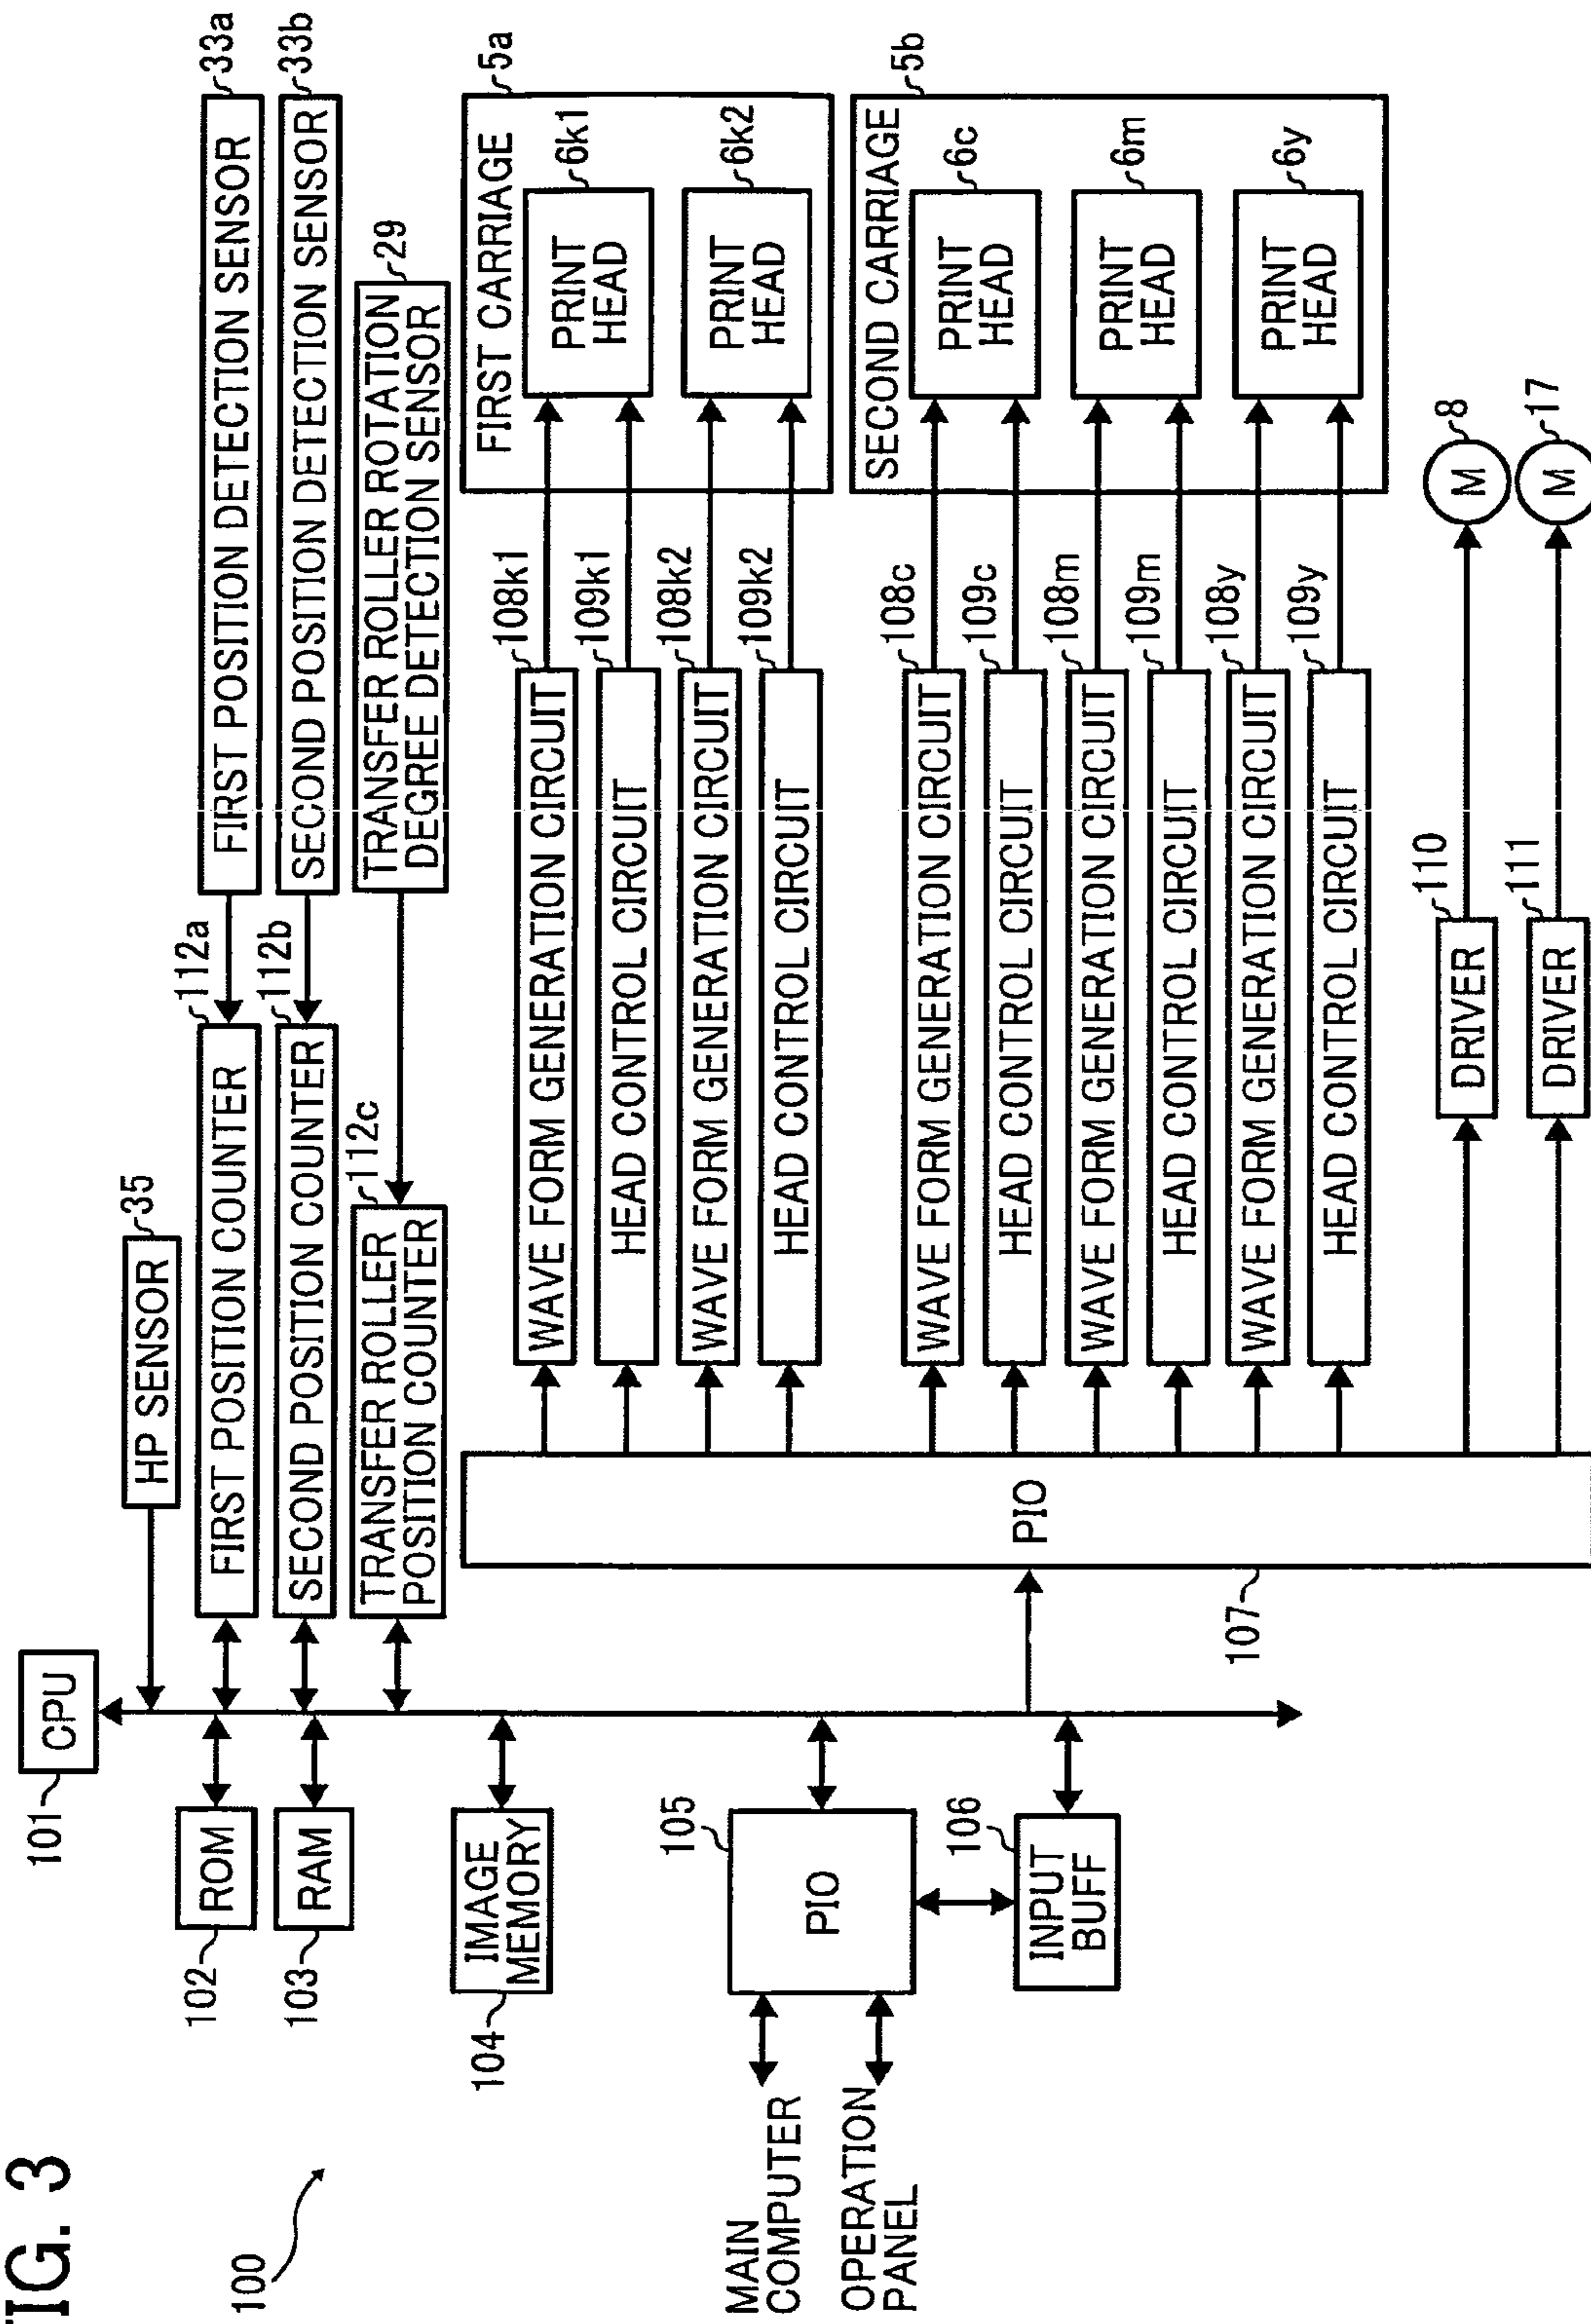 FIG. 3
100
CPU
101
ROM
102
RAM
103
IMAGE
MEMORY
104
MAIN
COMPUTER
OPERATION
PANEL
PIO
105
INPUT
BUFF
106
HP SENSOR
35
FIRST POSITION COUNTER
112a
FIRST POSITION DETECTION SENSOR
33a
SECOND POSITION COUNTER
112b
SECOND POSITION DETECTION SENSOR
33b
TRANSFER ROLLER
POSITION COUNTER
112c
TRANSFER ROLLER ROTATION
DEGREE DETECTION SENSOR
29
PIO
107
WAVE FORM GENERATION CIRCUIT
108k1
HEAD CONTROL CIRCUIT
109k1
WAVE FORM GENERATION CIRCUIT
108k2
HEAD CONTROL CIRCUIT
109k2
FIRST CARRIAGE
5a
PRINT
HEAD
6k1
PRINT
HEAD
6k2
WAVE FORM GENERATION CIRCUIT
108c
HEAD CONTROL CIRCUIT
109c
WAVE FORM GENERATION CIRCUIT
108m
HEAD CONTROL CIRCUIT
109m
WAVE FORM GENERATION CIRCUIT
108y
HEAD CONTROL CIRCUIT
109y
SECOND CARRIAGE
5b
PRINT
HEAD
6c
PRINT
HEAD
6m
PRINT
HEAD
6y
DRIVER
110
M
8
DRIVER
111
M
17